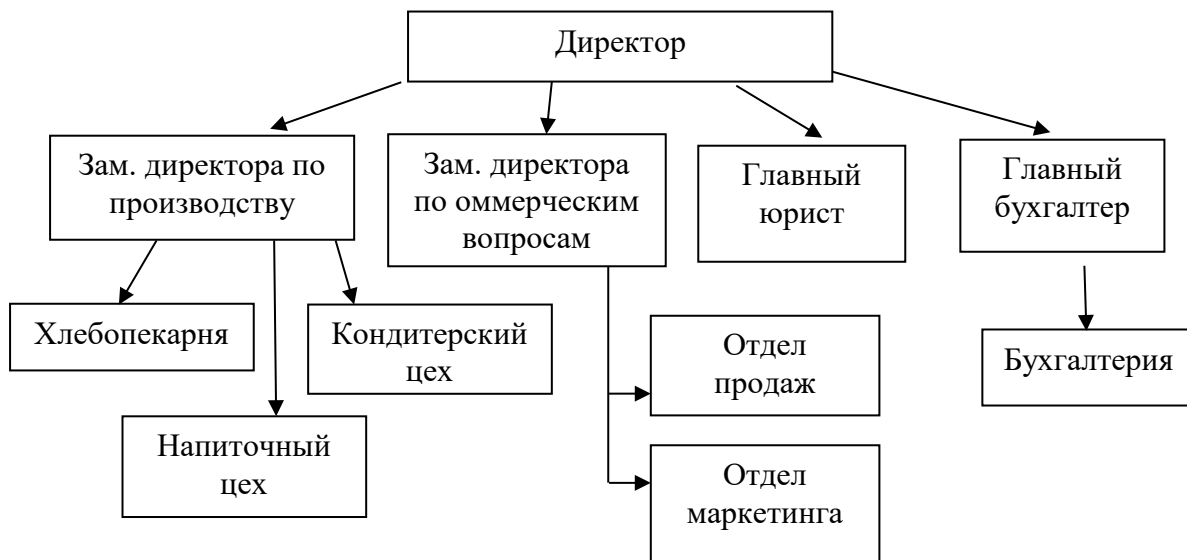 Директор
Зам. директора по
производству
Зам. директора
по оммерческим
вопросам
Главный
юрист
Главный
бухгалтер
Хлебопекарня
Кондитерский
цех
Напиточный
цех
Отдел
продаж
Отдел
маркетинга
Бухгалтерия